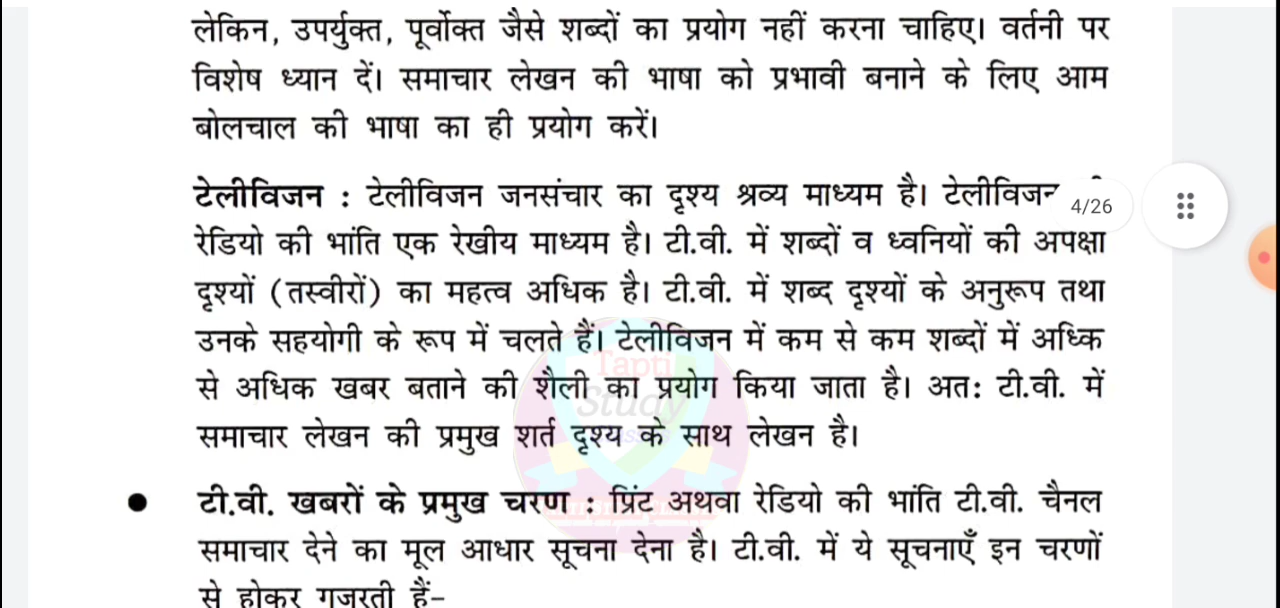 लेकिन, उपर्युक्त, पूर्वोक्त जैसे शब्दों का प्रयोग नहीं करना चाहिए। वर्तनी पर
विशेष ध्यान दें। समाचार लेखन की भाषा को प्रभावी बनाने के लिए आम
बोलचाल की भाषा का ही प्रयोग करें।
टेलीविजन : टेलीविजन जनसंचार का दृश्य श्रव्य माध्यम है। टेलीविजन
4/26
रेडियो की भांति एक रेखीय माध्यम है। टी.वी. में शब्दों व ध्वनियों की अपक्षा
दृश्यों (तस्वीरों) का महत्व अधिक है। टी.वी. में शब्द दृश्यों के अनुरूप तथा
उनके सहयोगी के रूप में चलते हैं। टेलीविजन में कम से कम शब्दों में अध्कि
से अधिक खबर बताने की शैली का प्रयोग किया जाता है। अत: टी.वी. में
समाचार लेखन की प्रमुख शर्त दृश्य के साथ लेखन है।
Tapti
Study
● टी.वी. खबरों के प्रमुख चरण : प्रिंट अथवा रेडियो की भांति टी.वी. चैनल
समाचार देने का मूल आधार सूचना देना है। टी.वी. में ये सूचनाएँ इन चरणों
से होकर गुजरती हैं-